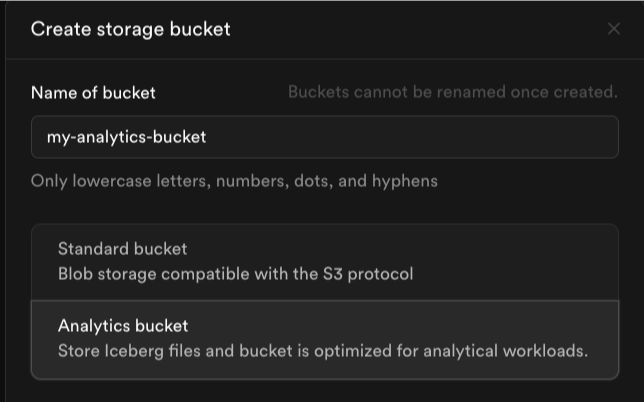 Create storage bucket
Name of bucket
Buckets cannot be renamed once created.
my-analytics-bucket
Only lowercase letters, numbers, dots, and hyphens
Standard bucket
Blob storage compatible with the S3 protocol
Analytics bucket
Store Iceberg files and bucket is optimized for analytical workloads.